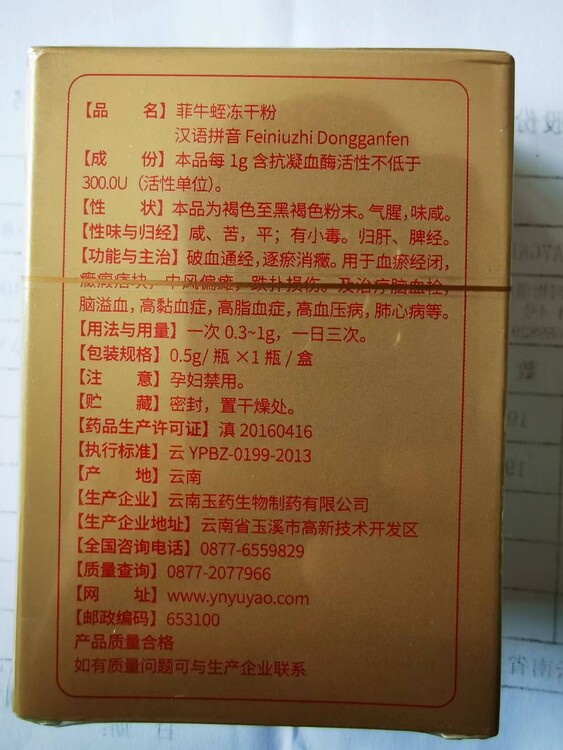 【品 名】菲牛蛭冻干粉
汉语拼音 Feiniuzhi Dongganfen
【成 份】本品每 1g 含抗凝血酶活性不低于
300.0U（活性单位）。
【性 状】本品为褐色至黑褐色粉末。气腥，味咸。
【性味与归经】咸、苦，平；有小毒。归肝、脾经。
【功能与主治】破血通经，逐瘀消癥。用于血瘀经闭，
癥瘕痞块，中风偏瘫，跌扑损伤。及治疗脑血栓，
脑溢血，高黏血症，高脂血症，高血压病，肺心病等。
【用法与用量】一次 0.3~1g，一日三次。
【包装规格】0.5g/ 瓶 ×1 瓶 / 盒
【注 意】孕妇禁用。
【贮 藏】密封，置干燥处。
【药品生产许可证】滇 20160416
【执行标准】云 YPBZ-0199-2013
【产 地】云南
【生产企业】云南玉药生物制药有限公司
【生产企业地址】云南省玉溪市高新技术开发区
【全国咨询电话】0877-6559829
【质量查询】0877-2077966
【网 址】www.ynyuyao.com
【邮政编码】653100
产品质量合格
如有质量问题可与生产企业联系